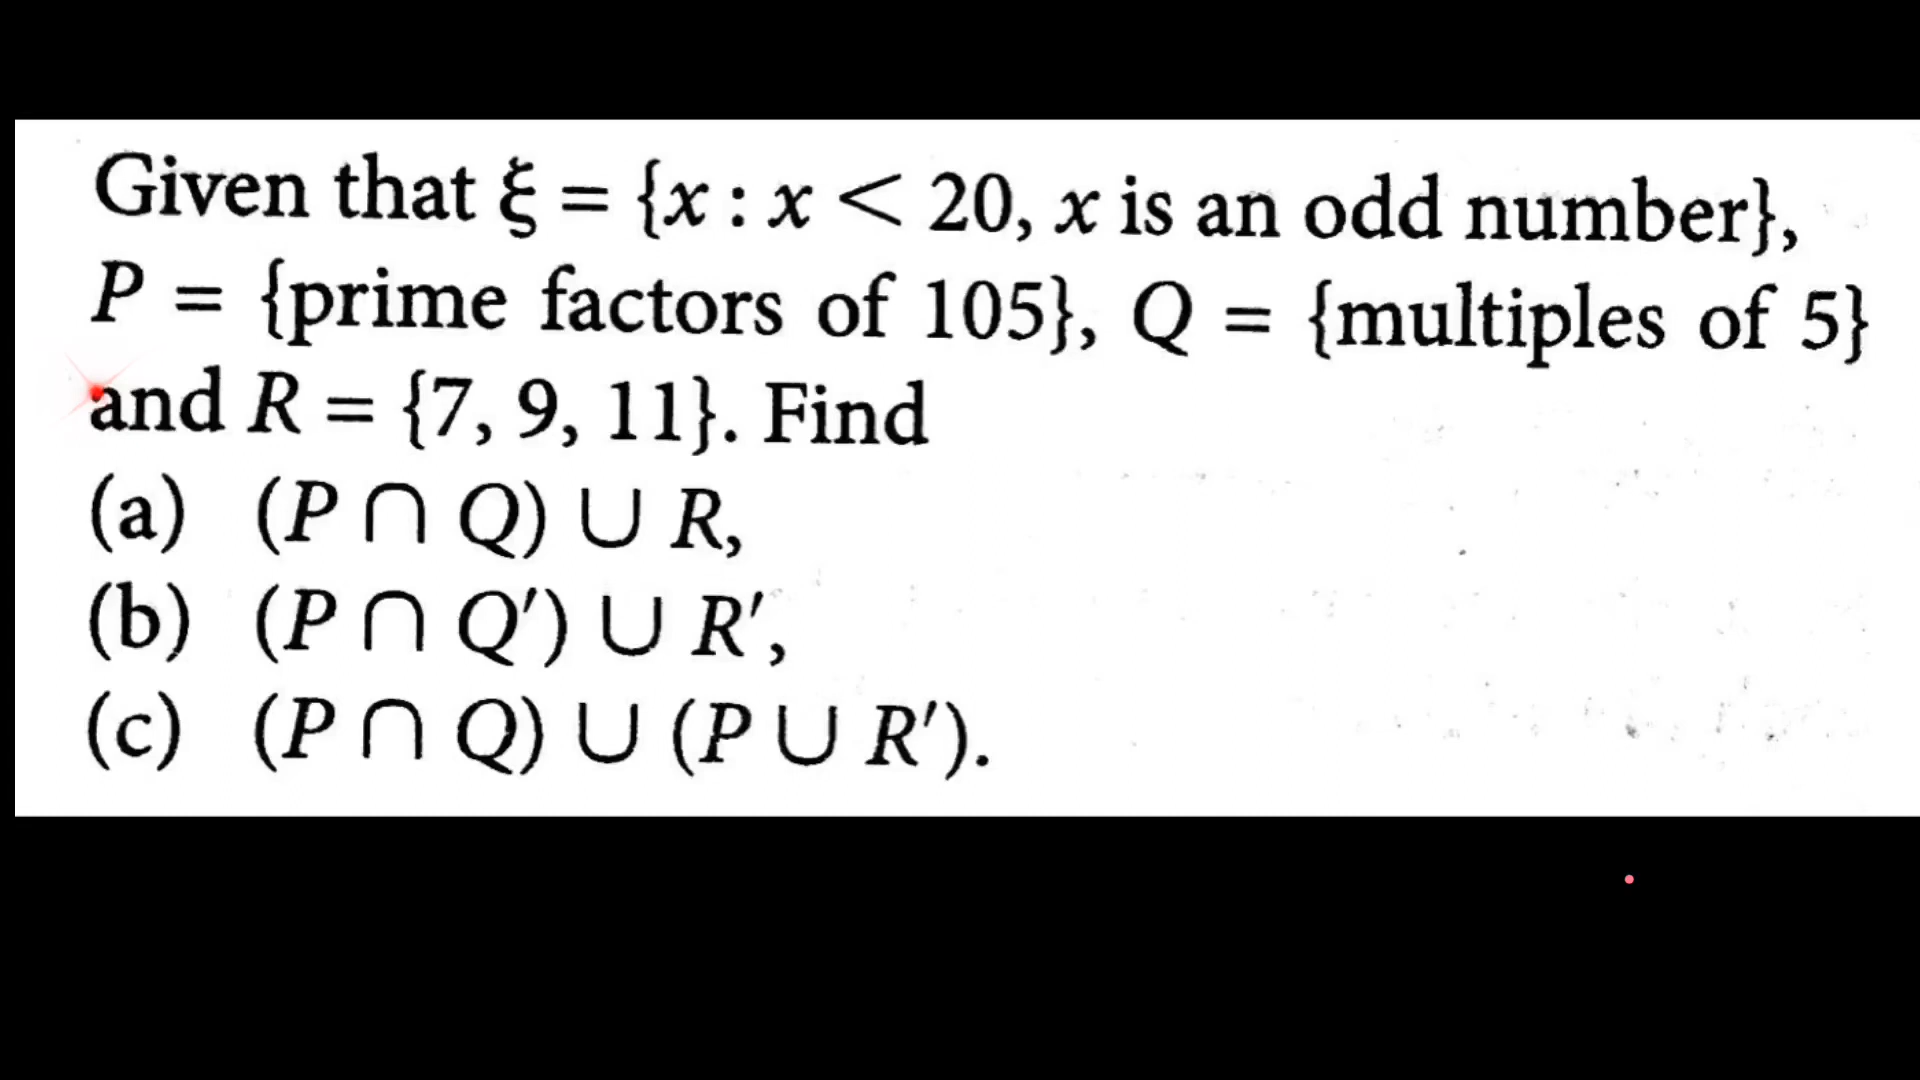 Given that ξ = {x : x < 20, x is an odd number},
P = {prime factors of 105}, Q = {multiples of 5}
and R = {7, 9, 11}. Find
(a) (P ∩ Q) ∪ R,
(b) (P ∩ Q′) ∪ R′,
(c) (P ∩ Q) ∪ (P ∪ R′).